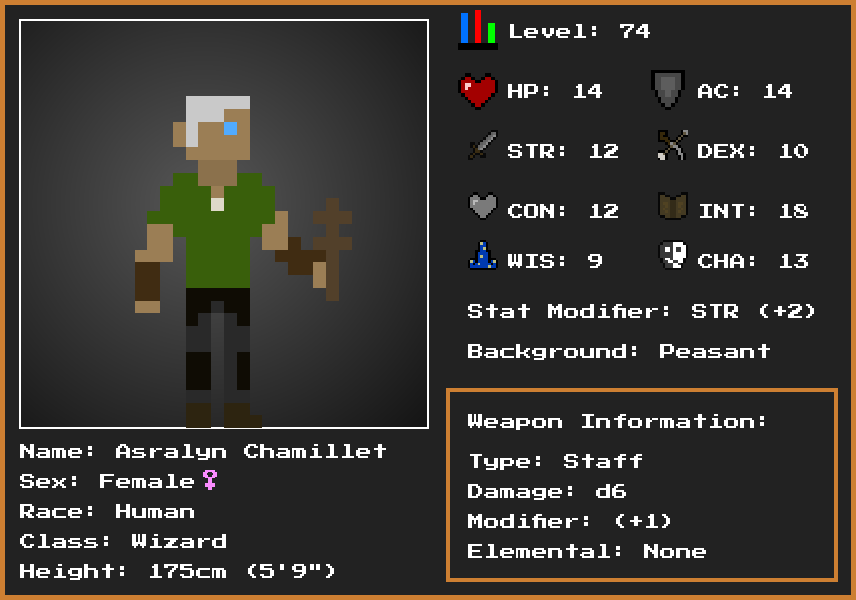 Level: 74
HP: 14
AC: 14
STR: 12
DEX: 10
CON: 12
INT: 18
WIS: 9
CHA: 13
Stat Modifier: STR (+2)
Background: Peasant
Weapon Information:
Type: Staff
Damage: d6
Modifier: (+1)
Elemental: None
Name: Asralyn Chamillet
Sex: Female♀
Race: Human
Class: Wizard
Height: 175cm (5'9")